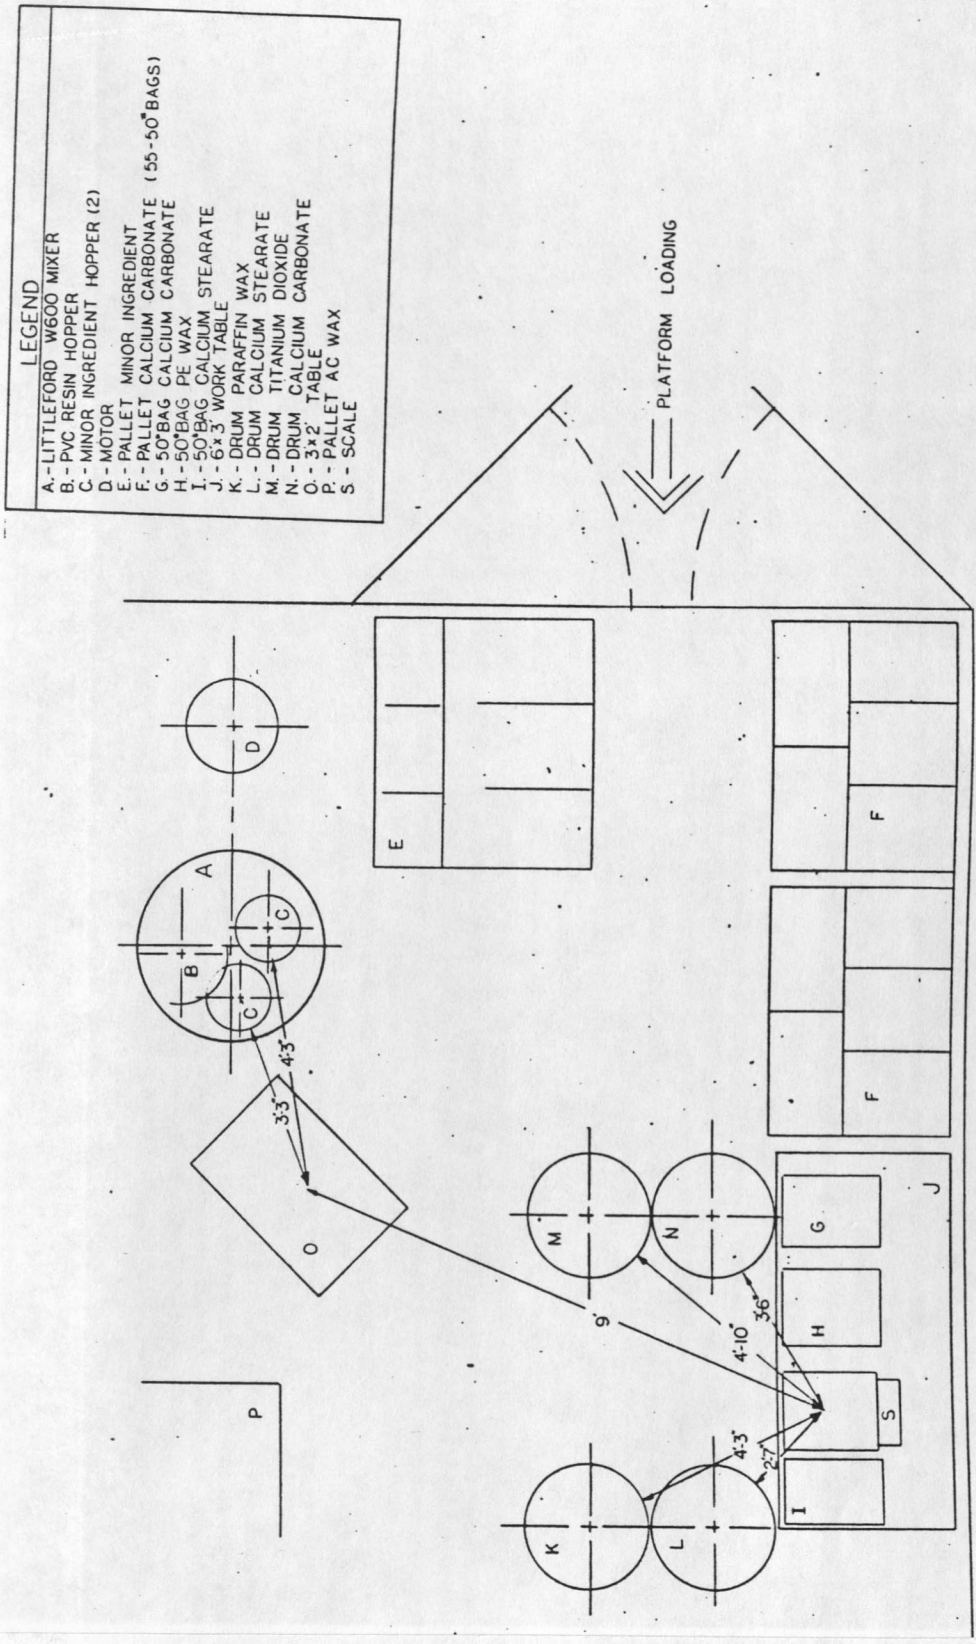 LEGEND
A.- LITTLEFORD W600 MIXER
B.- PVC RESIN HOPPER
C.- MINOR INGREDIENT HOPPER (2)
D.- MOTOR
E.- PALLET MINOR INGREDIENT
F.- PALLET CALCIUM CARBONATE (55-50# BAGS)
G.- 50# BAG CALCIUM CARBONATE
H.- 50# BAG PE WAX
I.- 50# BAG CALCIUM STEARATE
J.- 6'x3' WORK TABLE
K.- DRUM PARAFFIN WAX
L.- DRUM CALCIUM STEARATE
M.- DRUM TITANIUM DIOXIDE
N.- DRUM CALCIUM CARBONATE
O.- 3'x2' TABLE
P.- PALLET AC WAX
S.- SCALE
PLATFORM LOADING
D
A
B
C
C
E
F
F
3'-3"
4'-3"
O
P
9'
M
N
K
L
4'-10"
3'-6"
4'-3"
2'-7"
G
H
I
S
J